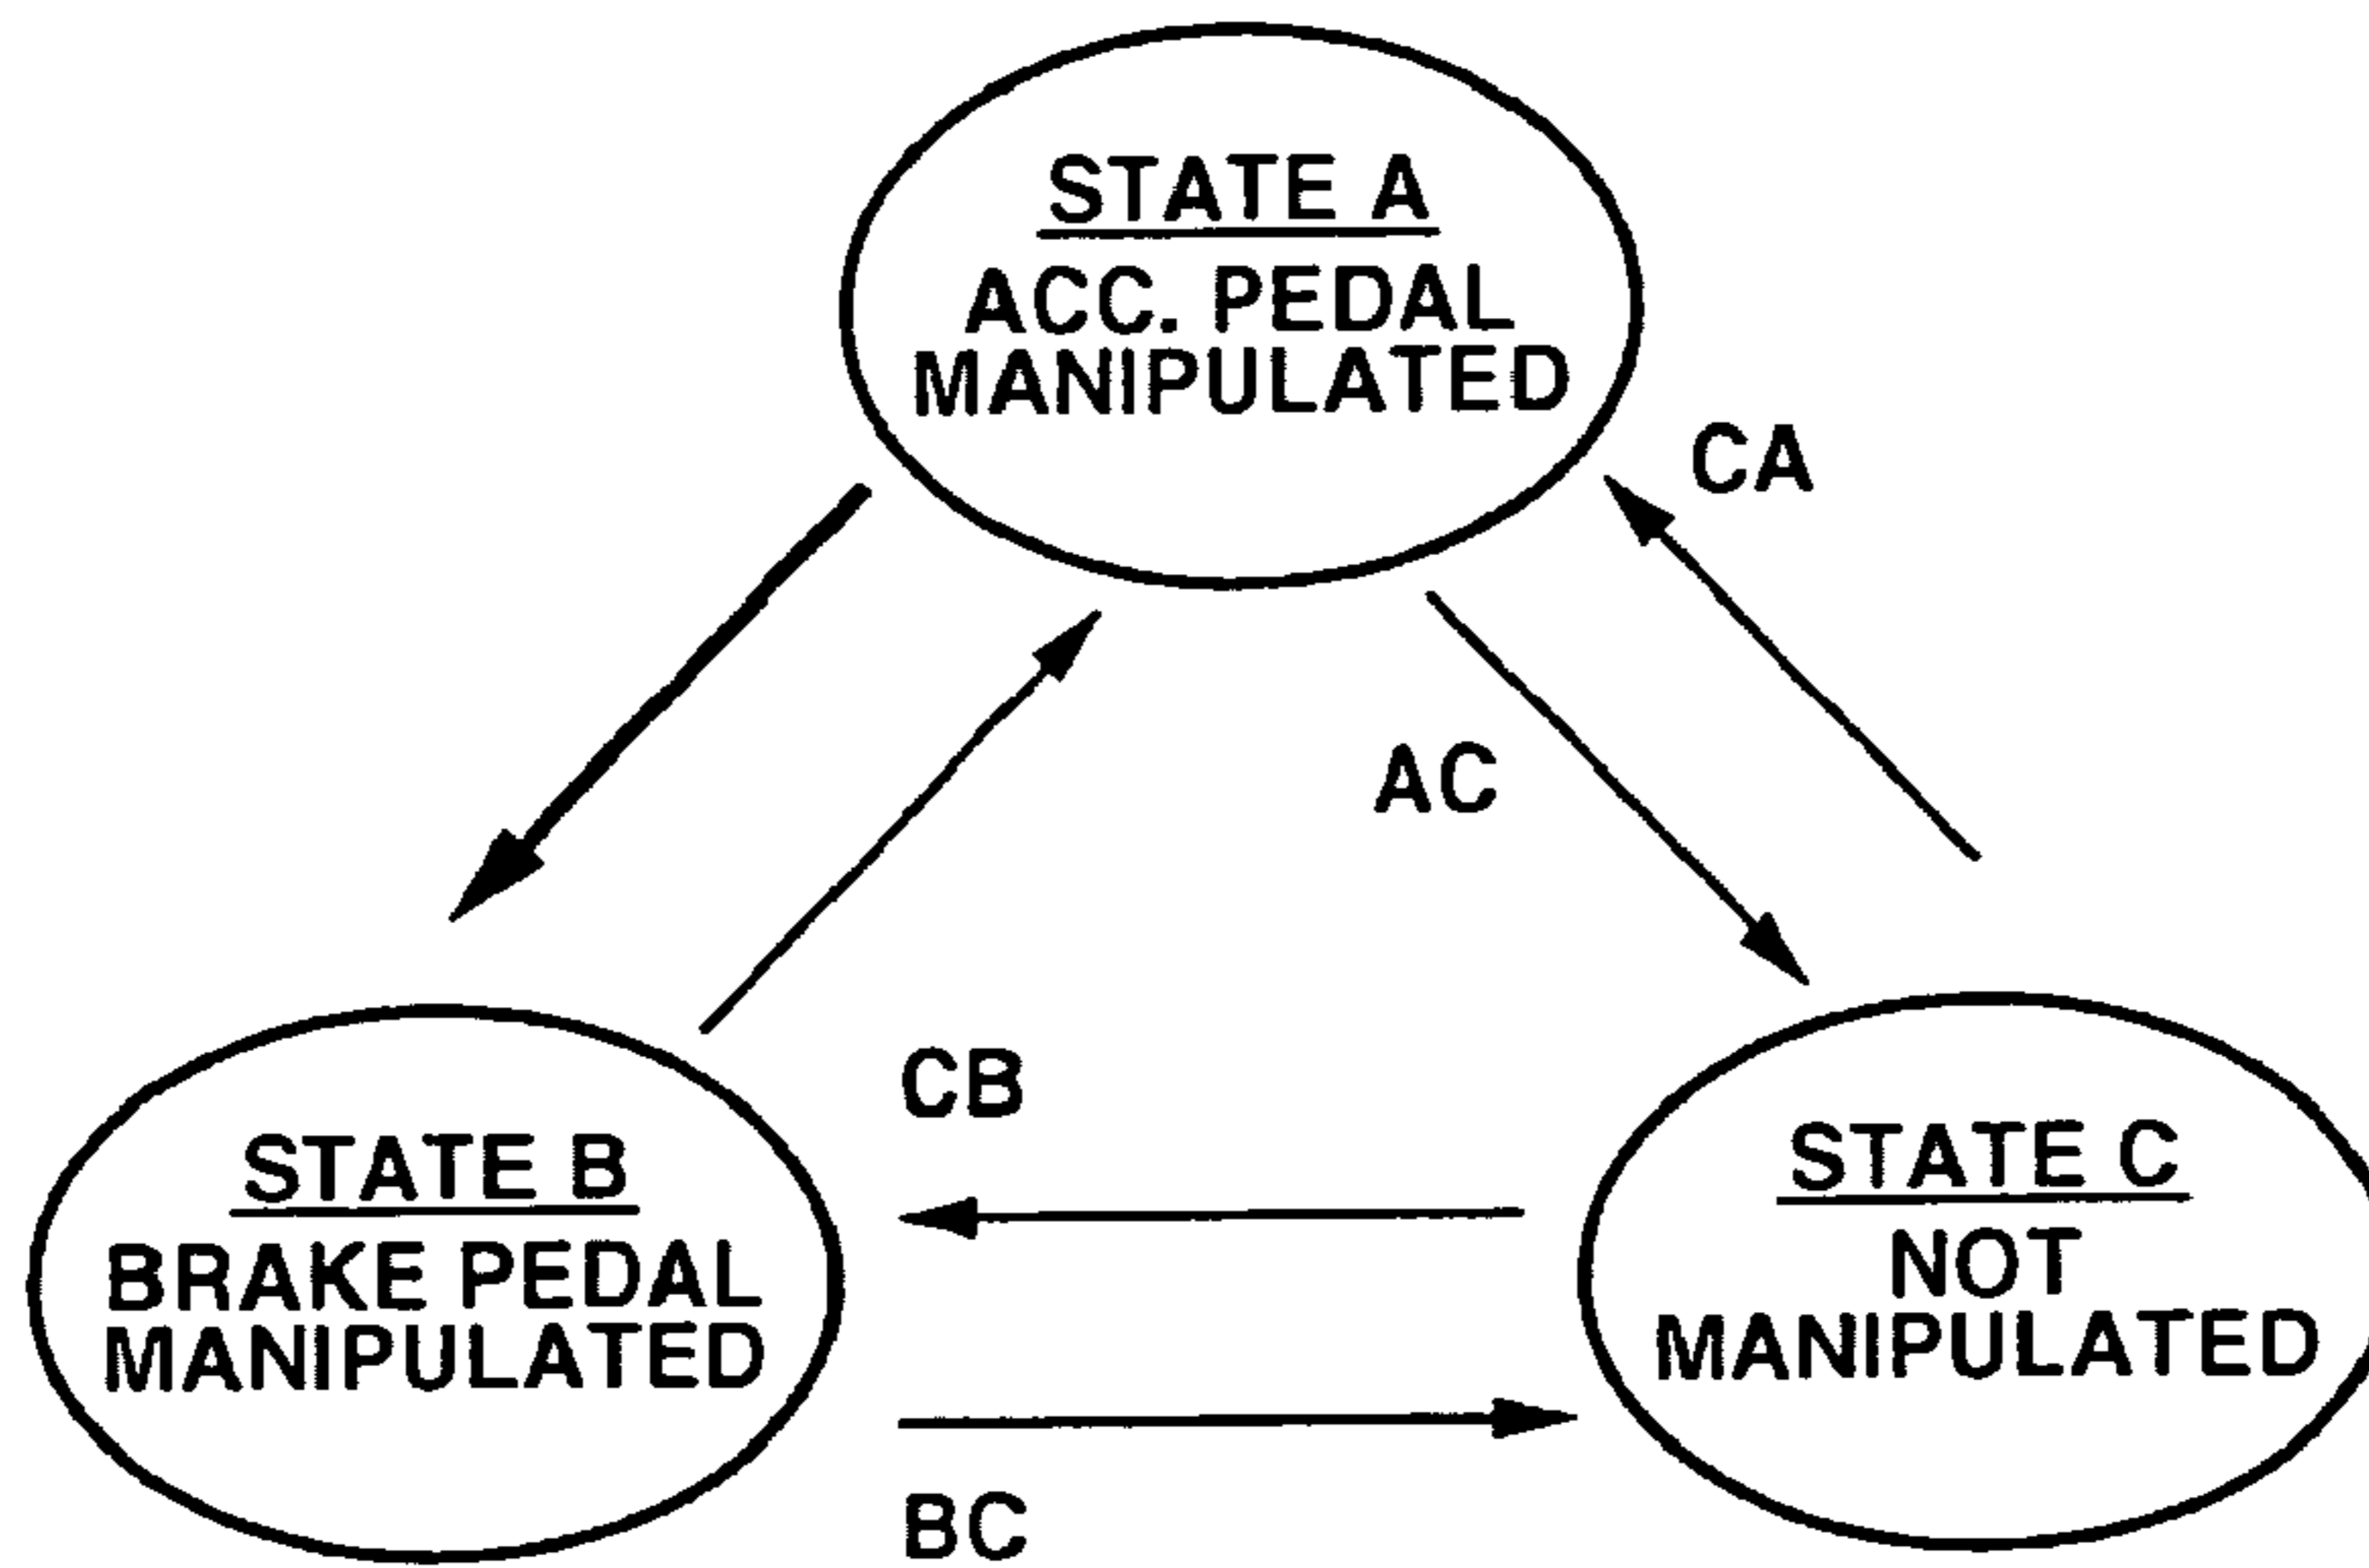 STATE A
ACC. PEDAL
MANIPULATED
CA
AC
CB
STATE B
BRAKE PEDAL
MANIPULATED
STATE C
NOT
MANIPULATED
BC